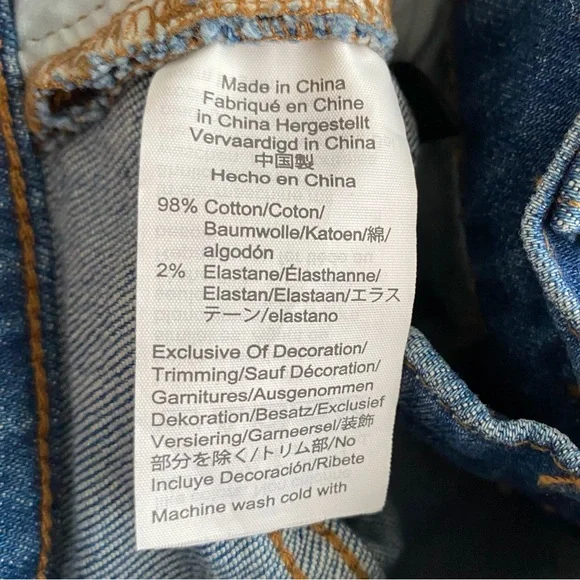 Made in China
Fabriqué en Chine
in China Hergestellt
Vervaardigd in China
中国製
Hecho en China
98% Cotton/Coton/
Baumwolle/Katoen/綿/
algodón
2% Elastane/Élasthanne/
Elastan/Elastaan/エラス
テーン/elastano
Exclusive Of Decoration/
Trimming/Sauf Décoration/
Garnitures/Ausgenommen
Dekoration/Besatz/Exclusief
Versiering/Garneersel/装飾
部分を除く/トリム部/No
Incluye Decoración/Ribete
Machine wash cold with